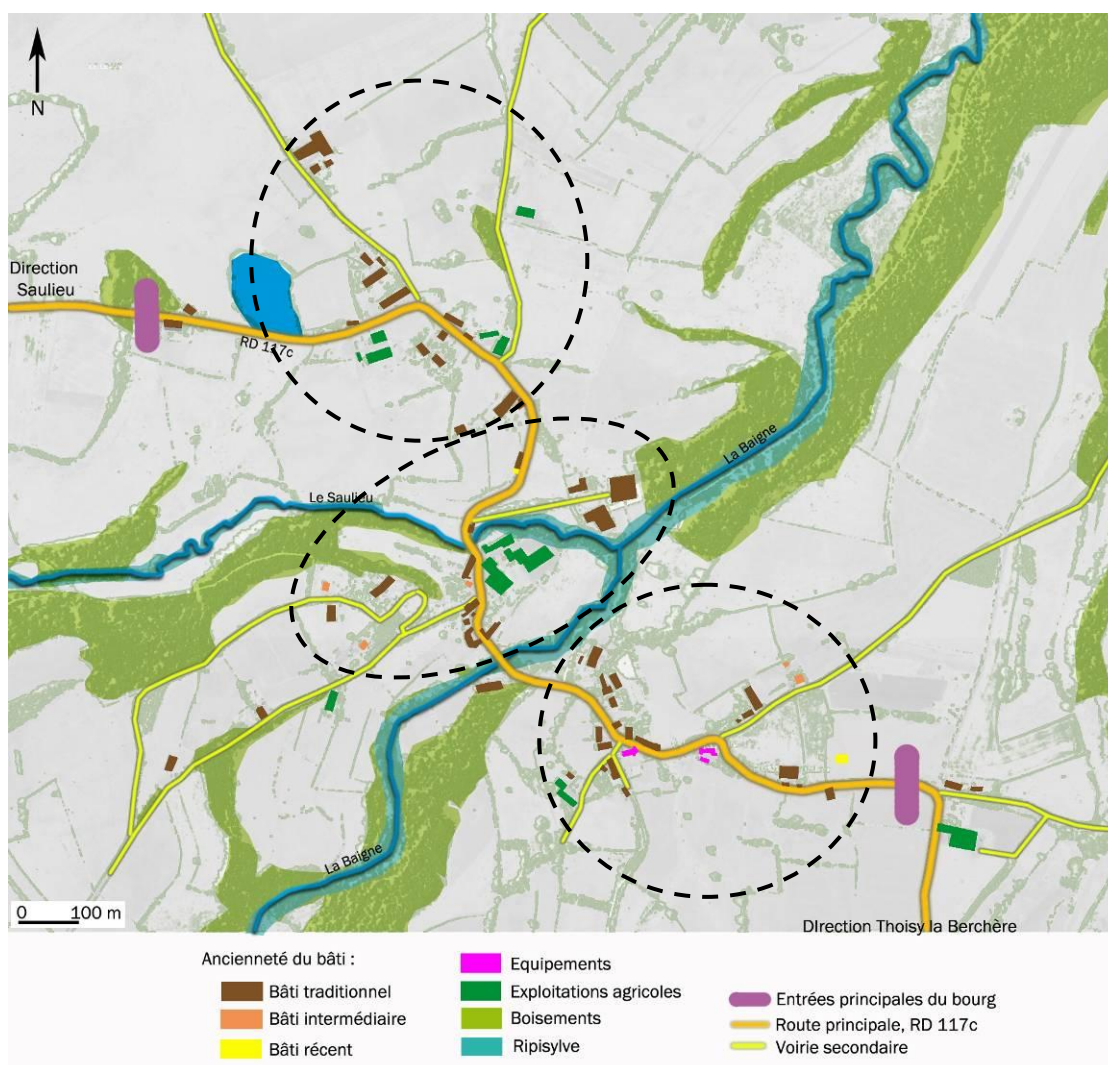 N
Direction
Saulieu
RD 117c
La Baigne
Le Saulieu
La Baigne
0 100 m
DIrection Thoisy la Berchère
Ancienneté du bâti :
Bâti traditionnel
Bâti intermédiaire
Bâti récent
Equipements
Exploitations agricoles
Boisements
Ripisylve
Entrées principales du bourg
Route principale, RD 117c
Voirie secondaire